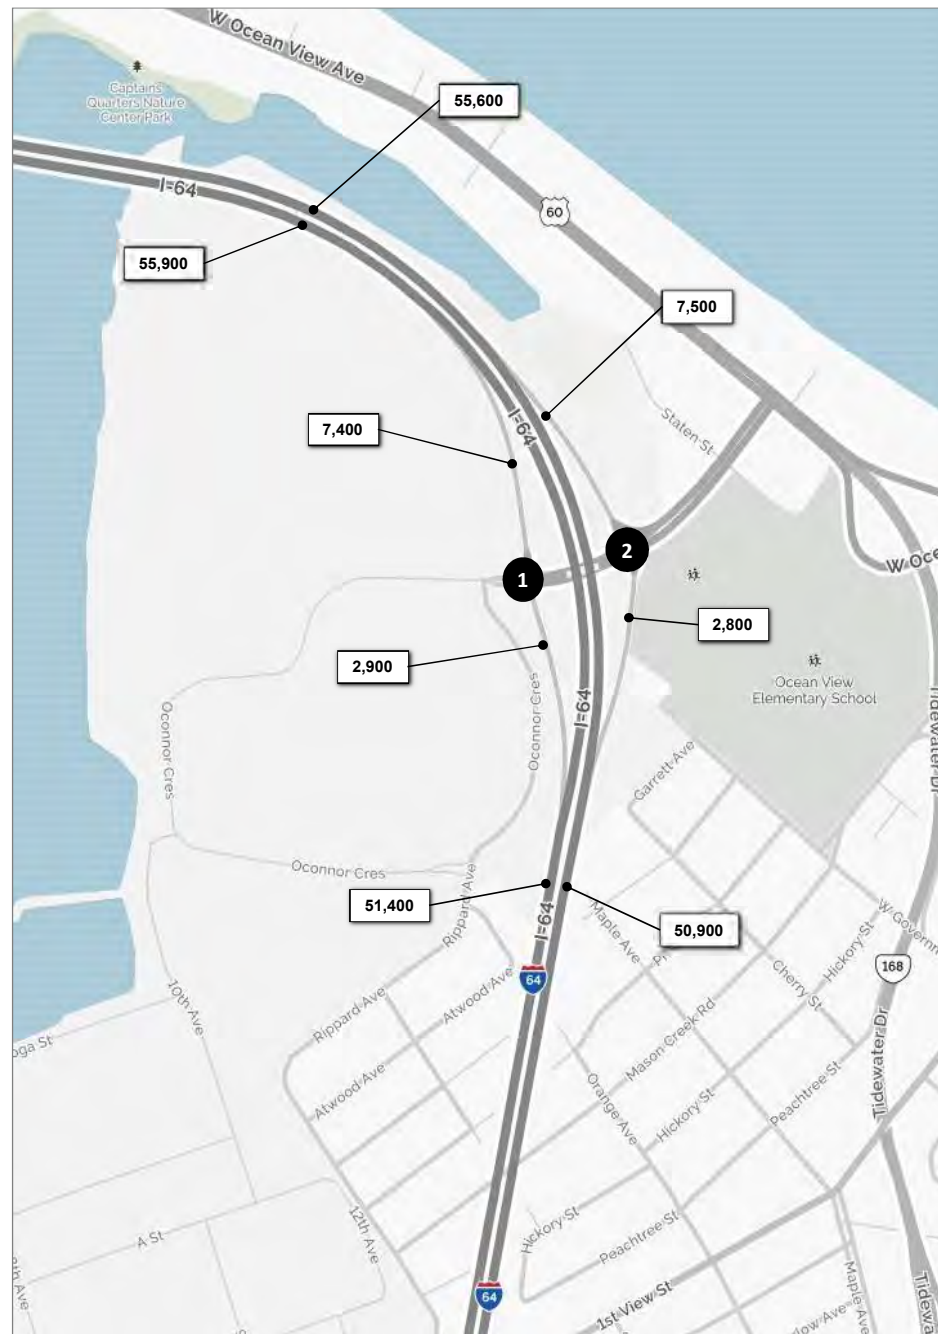 W Ocean View Ave
Captains
Quarters Nature
Center Park
55,600
I-64
60
55,900
7,500
I-64
7,400
Staten St
2
1
W Oce
2,800
2,900
Ocean View
Elementary School
Oconnor Cres
Oconnor Cres
I-64
Tidewater Dr
Garrett Ave
Oconnor Cres
51,400
Rippard Ave
I-64
50,900
Maple Ave
W Governm
Hickory St
168
64
Cherry St
10th Ave
Atwood Ave
Rippard Ave
Mason Creek Rd
oga St
Tidewater Dr
Atwood Ave
Orange Ave
Hickory St
Peachtree St
12th Ave
A St
Hickory St
Peachtree St
64
1st View St
Maple Ave
Tidewa